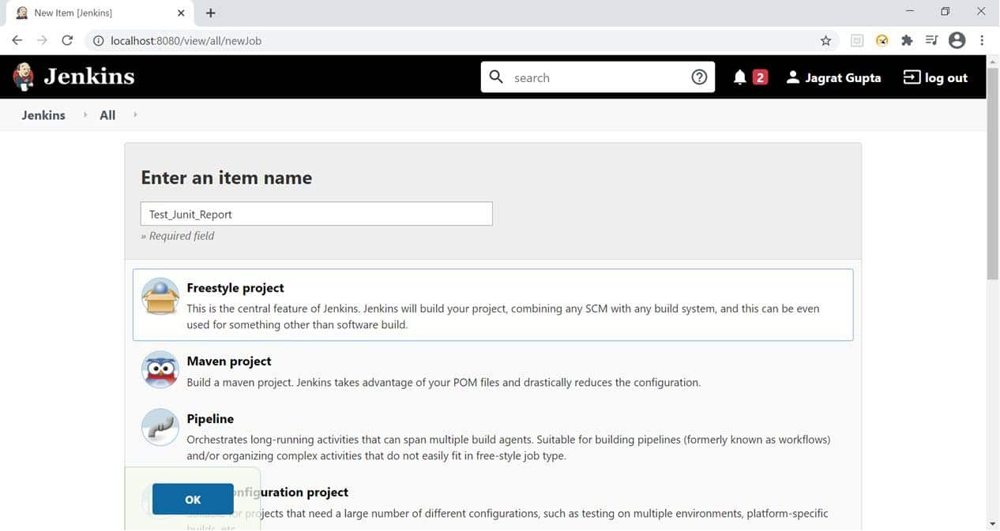 New Item [Jenkins]
localhost:8080/view/all/newJob
Jenkins
search
2
Jagrat Gupta
log out
Jenkins
All
Enter an item name
Test_Junit_Report
» Required field
Freestyle project
This is the central feature of Jenkins. Jenkins will build your project, combining any SCM with any build system, and this can be even
used for something other than software build.
Maven project
Build a maven project. Jenkins takes advantage of your POM files and drastically reduces the configuration.
Pipeline
Orchestrates long-running activities that can span multiple build agents. Suitable for building pipelines (formerly known as workflows)
and/or organizing complex activities that do not easily fit in free-style job type.
OK
onfiguration project
for projects that need a large number of different configurations, such as testing on multiple environments, platform-specific
builds, etc.